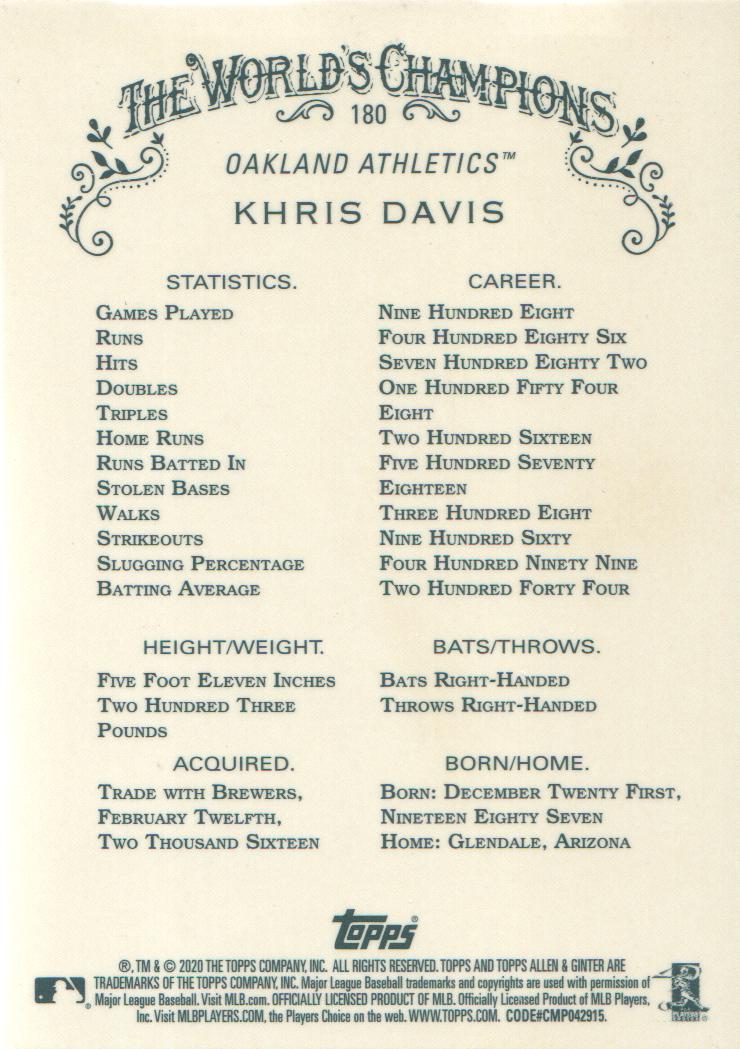 THE WORLD'S CHAMPIONS
180
OAKLAND ATHLETICS™
KHRIS DAVIS
STATISTICS. CAREER.
GAMES PLAYED NINE HUNDRED EIGHT
RUNS FOUR HUNDRED EIGHTY SIX
HITS SEVEN HUNDRED EIGHTY TWO
DOUBLES ONE HUNDRED FIFTY FOUR
TRIPLES EIGHT
HOME RUNS TWO HUNDRED SIXTEEN
RUNS BATTED IN FIVE HUNDRED SEVENTY
STOLEN BASES EIGHTEEN
WALKS THREE HUNDRED EIGHT
STRIKEOUTS NINE HUNDRED SIXTY
SLUGGING PERCENTAGE FOUR HUNDRED NINETY NINE
BATTING AVERAGE TWO HUNDRED FORTY FOUR
HEIGHT/WEIGHT. BATS/THROWS.
FIVE FOOT ELEVEN INCHES BATS RIGHT-HANDED
TWO HUNDRED THREE THROWS RIGHT-HANDED
POUNDS
ACQUIRED. BORN/HOME.
TRADE WITH BREWERS, BORN: DECEMBER TWENTY FIRST,
FEBRUARY TWELFTH, NINETEEN EIGHTY SEVEN
TWO THOUSAND SIXTEEN HOME: GLENDALE, ARIZONA
TOPPS®
®, TM & © 2020 THE TOPPS COMPANY, INC. ALL RIGHTS RESERVED. TOPPS AND TOPPS ALLEN & GINTER ARE
TRADEMARKS OF THE TOPPS COMPANY, INC. Major League Baseball trademarks and copyrights are used with permission of
Major League Baseball. Visit MLB.com. OFFICIALLY LICENSED PRODUCT OF MLB. Officially Licensed Product of MLB Players,
Inc. Visit MLBPLAYERS.COM, the Players Choice on the web. WWW.TOPPS.COM. CODE#CMP042915.